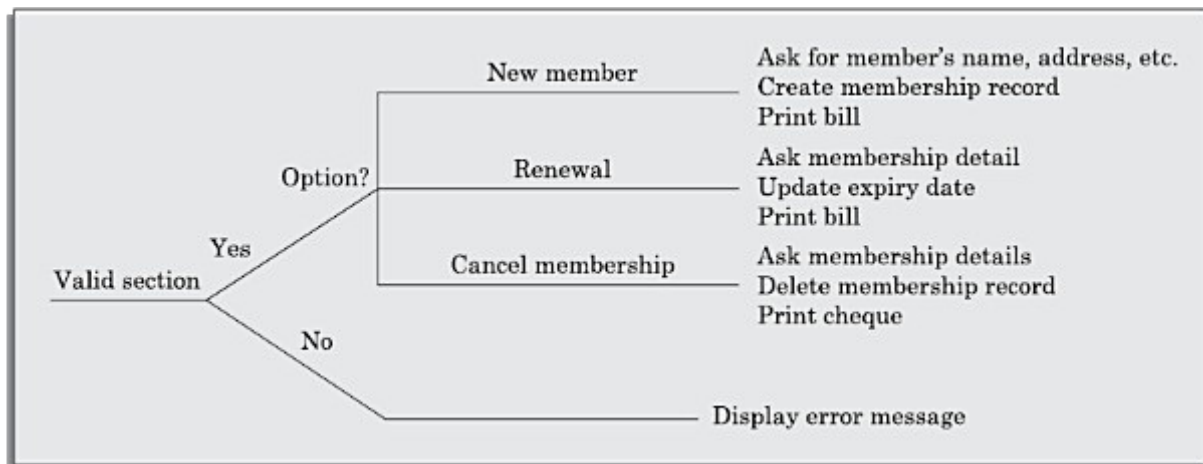 New member
Ask for member's name, address, etc.
Create membership record
Print bill
Option?
Renewal
Ask membership detail
Update expiry date
Print bill
Yes
Valid section
Cancel membership
Ask membership details
Delete membership record
Print cheque
No
Display error message